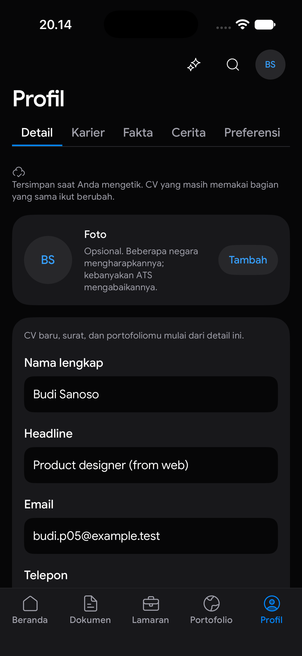 20.14
BS
Profil
Detail Karier Fakta Cerita Preferensi
Tersimpan saat Anda mengetik. CV yang masih memakai bagian
yang sama ikut berubah.
Foto
BS
Opsional. Beberapa negara
mengharapkannya;
kebanyakan ATS
mengabaikannya.
Tambah
CV baru, surat, dan portofoliomu mulai dari detail ini.
Nama lengkap
Budi Sanoso
Headline
Product designer (from web)
Email
budi.p05@example.test
Telepon
Beranda Dokumen Lamaran Portofolio Profil